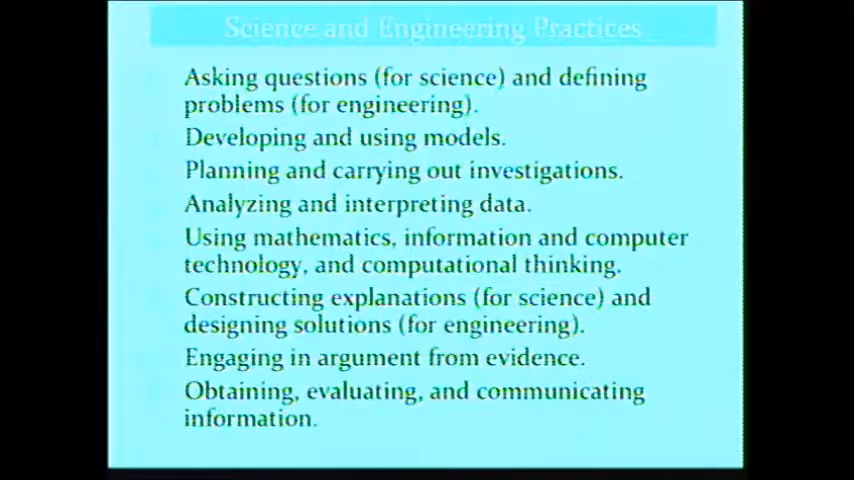 Science and Engineering Practices
Asking questions (for science) and defining
problems (for engineering).
Developing and using models.
Planning and carrying out investigations.
Analyzing and interpreting data.
Using mathematics, information and computer
technology, and computational thinking.
Constructing explanations (for science) and
designing solutions (for engineering).
Engaging in argument from evidence.
Obtaining, evaluating, and communicating
information.